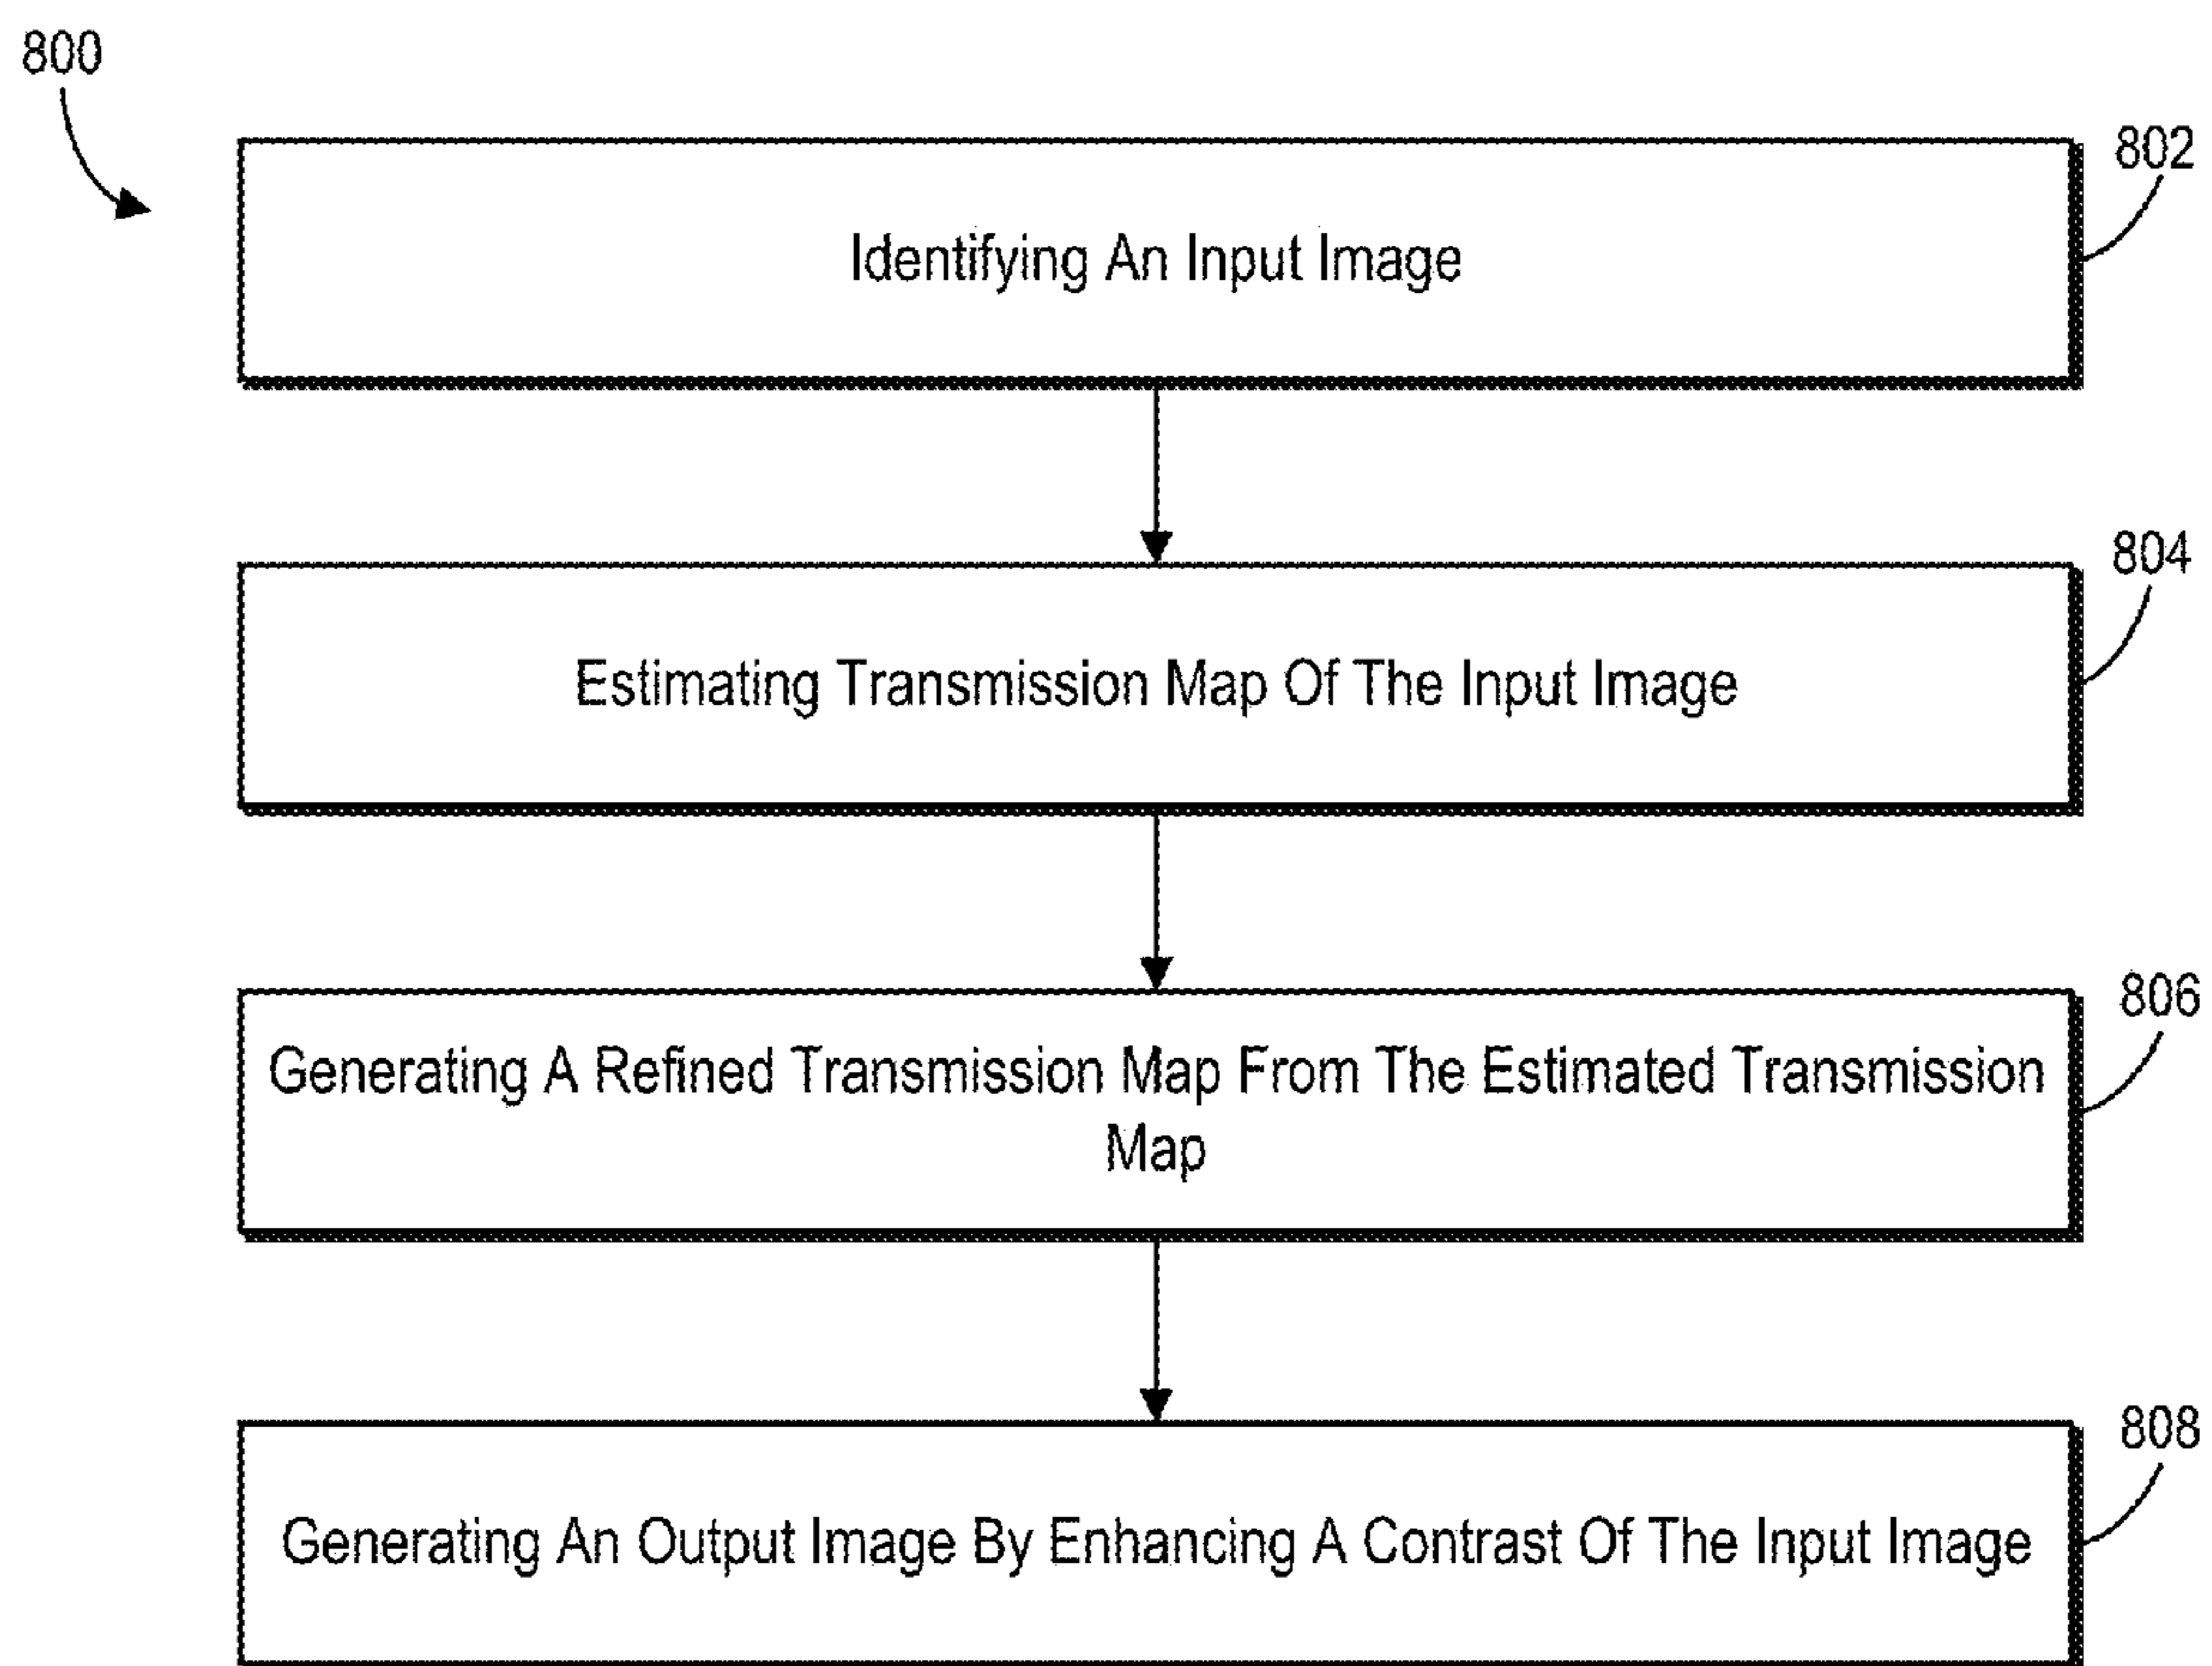 800
802
Identifying An Input Image
804
Estimating Transmission Map Of The Input Image
806
Generating A Refined Transmission Map From The Estimated Transmission
Map
808
Generating An Output Image By Enhancing A Contrast Of The Input Image